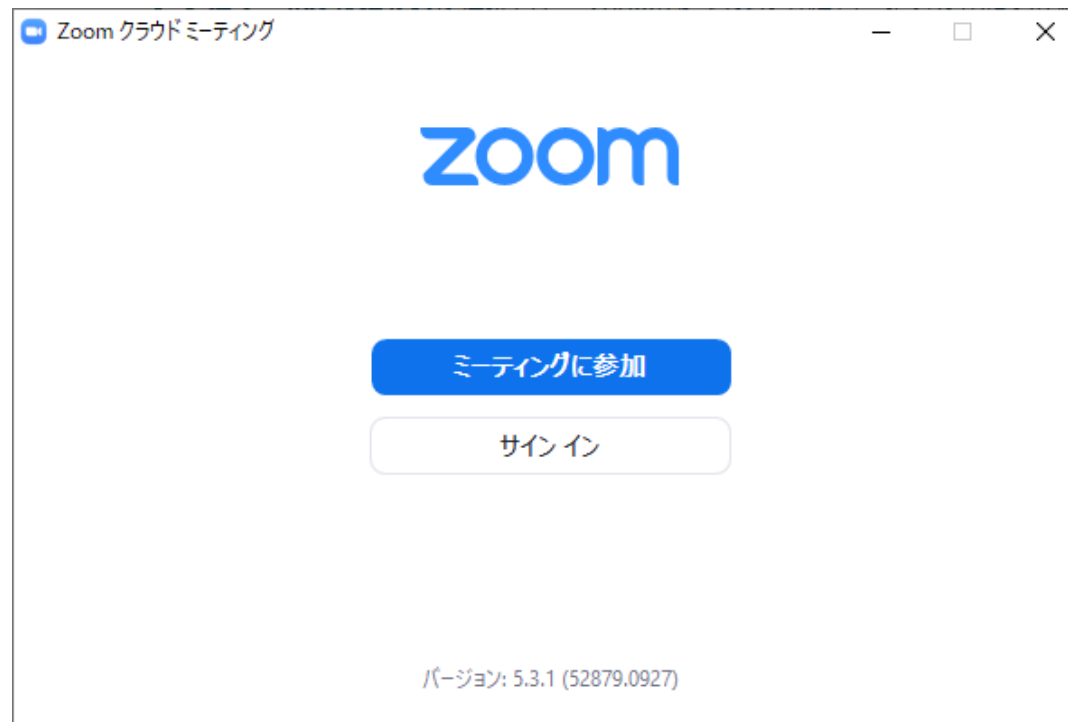 Zoom クラウド ミーティング
zoom
ミーティングに参加
サイン イン
バージョン: 5.3.1 (52879.0927)